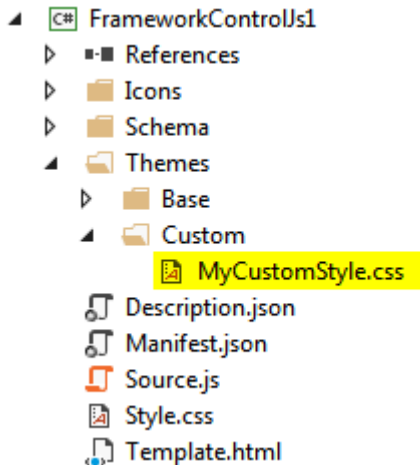 C# FrameworkControlJs1
References
Icons
Schema
Themes
Base
Custom
MyCustomStyle.css
Description.json
Manifest.json
Source.js
Style.css
Template.html